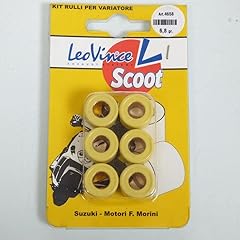 KIT RULLI PER VARIATORE
Art. 4658
6,8 gr.
LeoVince
Scoot
Suzuki - Motori F. Morini